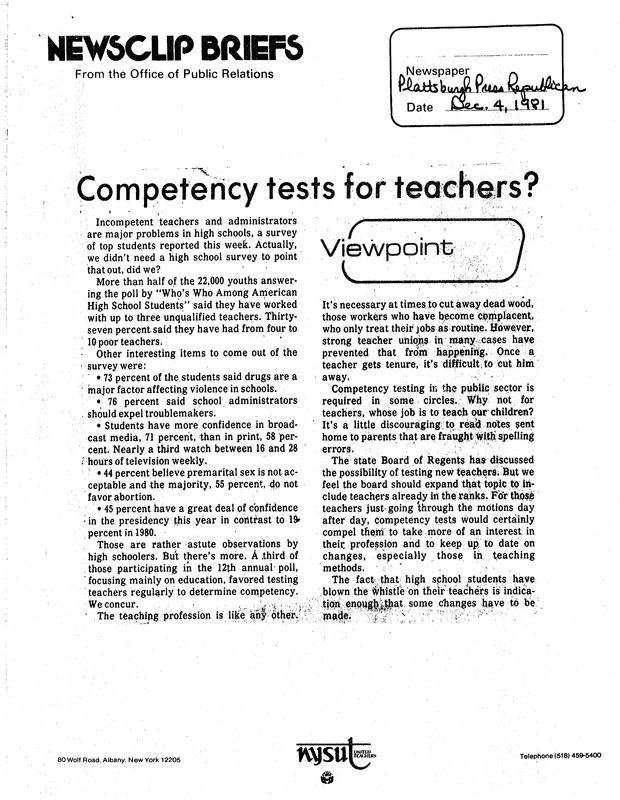 NEWSCLIP BRIEFS
From the Office of Public Relations
Newspaper
Plattsburgh Press Republican
Date Dec. 4, 1981
Competency tests for teachers?
Incompetent teachers and administrators
are major problems in high schools, a survey
of top students reported this week. Actually,
we didn't need a high school survey to point
that out, did we?
More than half of the 22,000 youths answer-
ing the poll by "Who's Who Among American
High School Students" said they have worked
with up to three unqualified teachers. Thirty-
seven percent said they have had from four to
10 poor teachers.
Other interesting items to come out of the
survey were:
• 73 percent of the students said drugs are a
major factor affecting violence in schools.
• 76 percent said school administrators
should expel troublemakers.
• Students have more confidence in broad-
cast media, 71 percent, than in print, 58 per-
cent. Nearly a third watch between 16 and 28
hours of television weekly.
• 44 percent believe premarital sex is not ac-
ceptable and the majority, 55 percent, do not
favor abortion.
• 45 percent have a great deal of confidence
in the presidency this year in contrast to 19
percent in 1980.
Those are rather astute observations by
high schoolers. But there's more. A third of
those participating in the 12th annual poll,
focusing mainly on education, favored testing
teachers regularly to determine competency.
We concur.
The teaching profession is like any other.
Viewpoint
It's necessary at times to cut away dead wood,
those workers who have become complacent,
who only treat their jobs as routine. However,
strong teacher unions in many cases have
prevented that from happening. Once a
teacher gets tenure, it's difficult to cut him
away.
Competency testing in the public sector is
required in some circles. Why not for
teachers, whose job is to teach our children?
It's a little discouraging to read notes sent
home to parents that are fraught with spelling
errors.
The state Board of Regents has discussed
the possibility of testing new teachers. But we
feel the board should expand that topic to in-
clude teachers already in the ranks. For those
teachers just going through the motions day
after day, competency tests would certainly
compel them to take more of an interest in
their profession and to keep up to date on
changes, especially those in teaching
methods.
The fact that high school students have
blown the whistle on their teachers is indica-
tion enough that some changes have to be
made.
80 Wolf Road, Albany, New York 12205
nysut UNITED
TEACHERS
Telephone (518) 459-5400